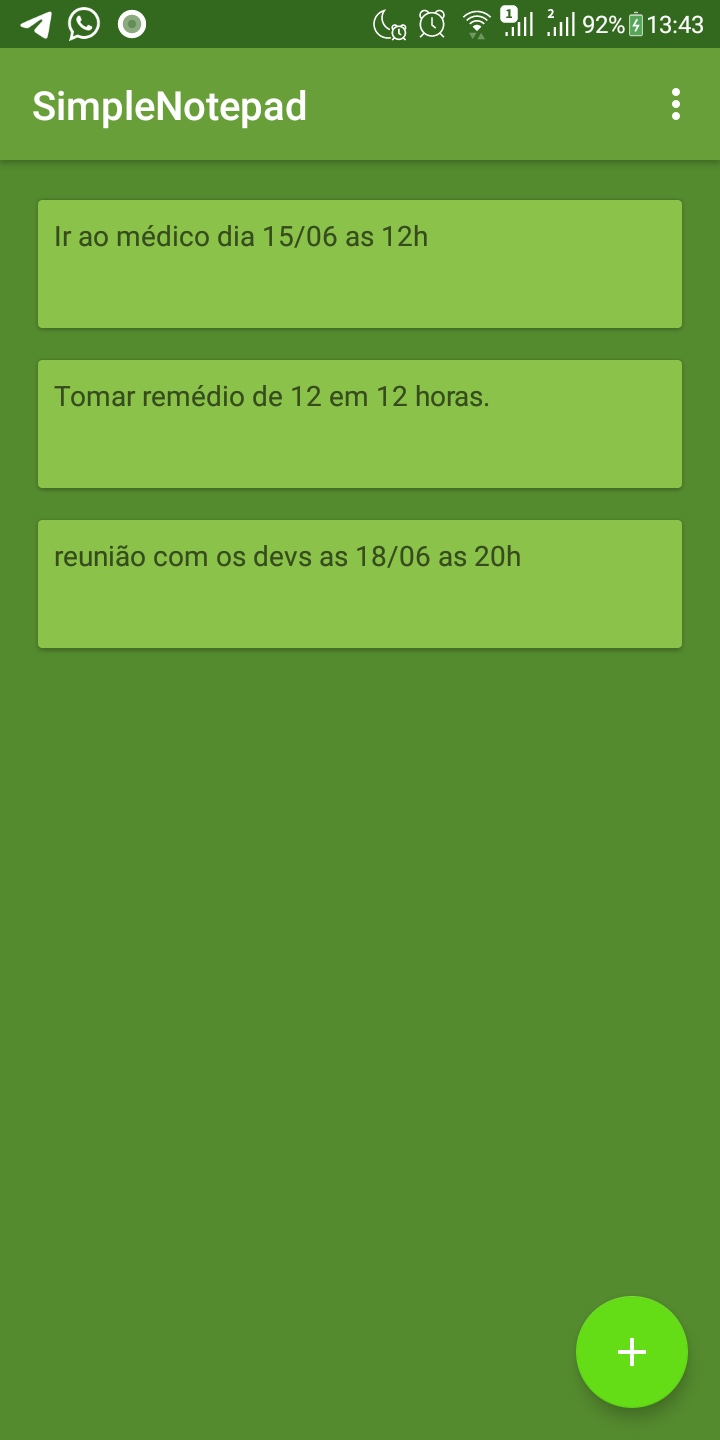 1 2 92% 13:43
SimpleNotepad
Ir ao médico dia 15/06 as 12h
Tomar remédio de 12 em 12 horas.
reunião com os devs as 18/06 as 20h